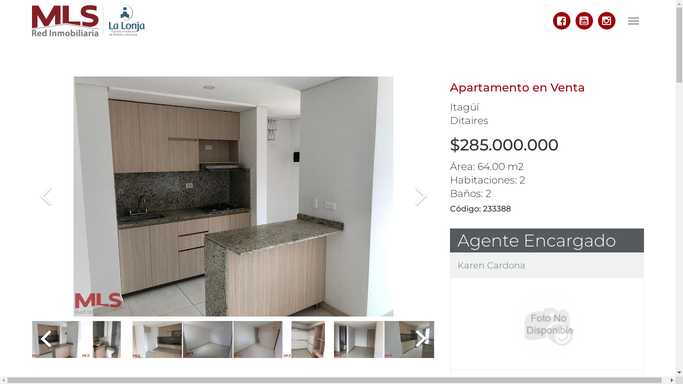 MLS
Red Inmobiliaria
La Lonja
Apartamento en Venta
Itagüí
Ditaires
$285.000.000
Área: 64.00 m2
Habitaciones: 2
Baños: 2
Código: 233388
Agente Encargado
Karen Cardona
Foto No
Disponible
MLS